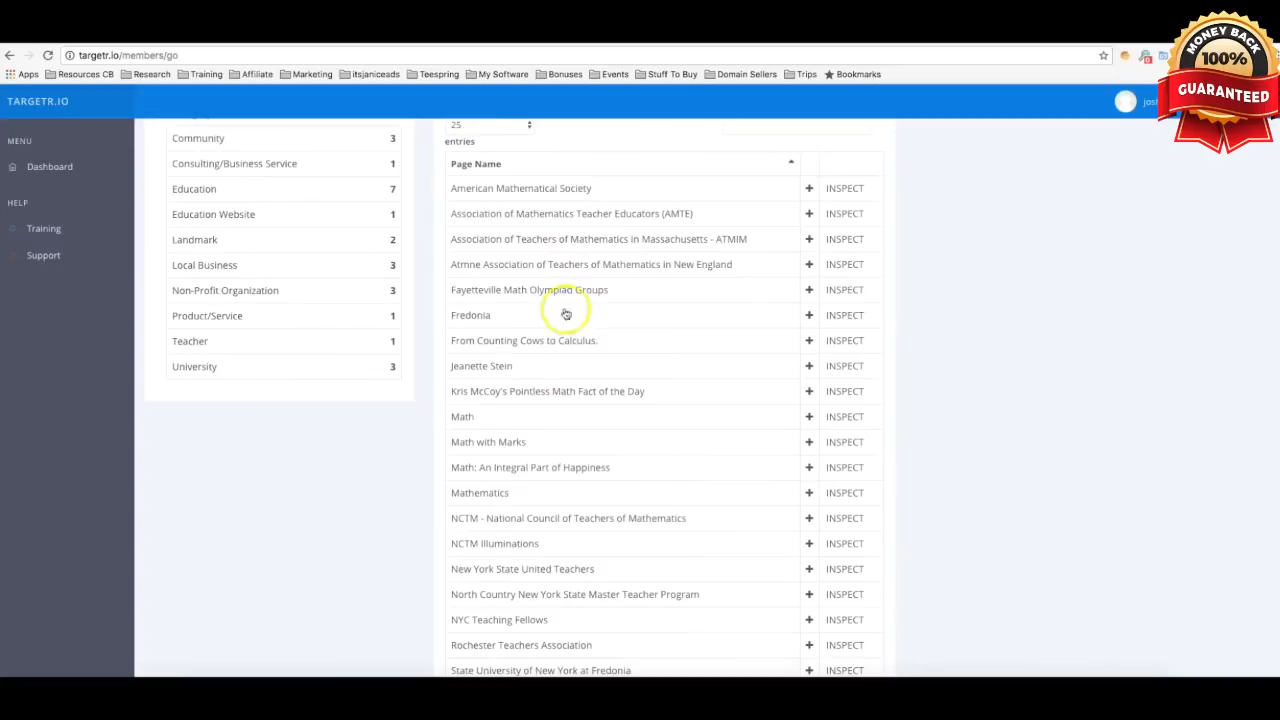 targetr.io/members/go
Apps Resources CB Research Training Affiliate Marketing itsjaniceads Teespring My Software Bonuses Events Stuff To Buy Domain Sellers Trips Bookmarks
MONEY BACK
100%
GUARANTEED
TARGETR.IO
MENU
Dashboard
HELP
Training
Support
Community 3
Consulting/Business Service 1
Education 7
Education Website 1
Landmark 2
Local Business 3
Non-Profit Organization 3
Product/Service 1
Teacher 1
University 3
25
entries
Page Name
American Mathematical Society + INSPECT
Association of Mathematics Teacher Educators (AMTE) + INSPECT
Association of Teachers of Mathematics in Massachusetts - ATMIM + INSPECT
Atmne Association of Teachers of Mathematics in New England + INSPECT
Fayetteville Math Olympiad Groups + INSPECT
Fredonia + INSPECT
From Counting Cows to Calculus. + INSPECT
Jeanette Stein + INSPECT
Kris McCoy's Pointless Math Fact of the Day + INSPECT
Math + INSPECT
Math with Marks + INSPECT
Math: An Integral Part of Happiness + INSPECT
Mathematics + INSPECT
NCTM - National Council of Teachers of Mathematics + INSPECT
NCTM Illuminations + INSPECT
New York State United Teachers + INSPECT
North Country New York State Master Teacher Program + INSPECT
NYC Teaching Fellows + INSPECT
Rochester Teachers Association + INSPECT
State University of New York at Fredonia + INSPECT